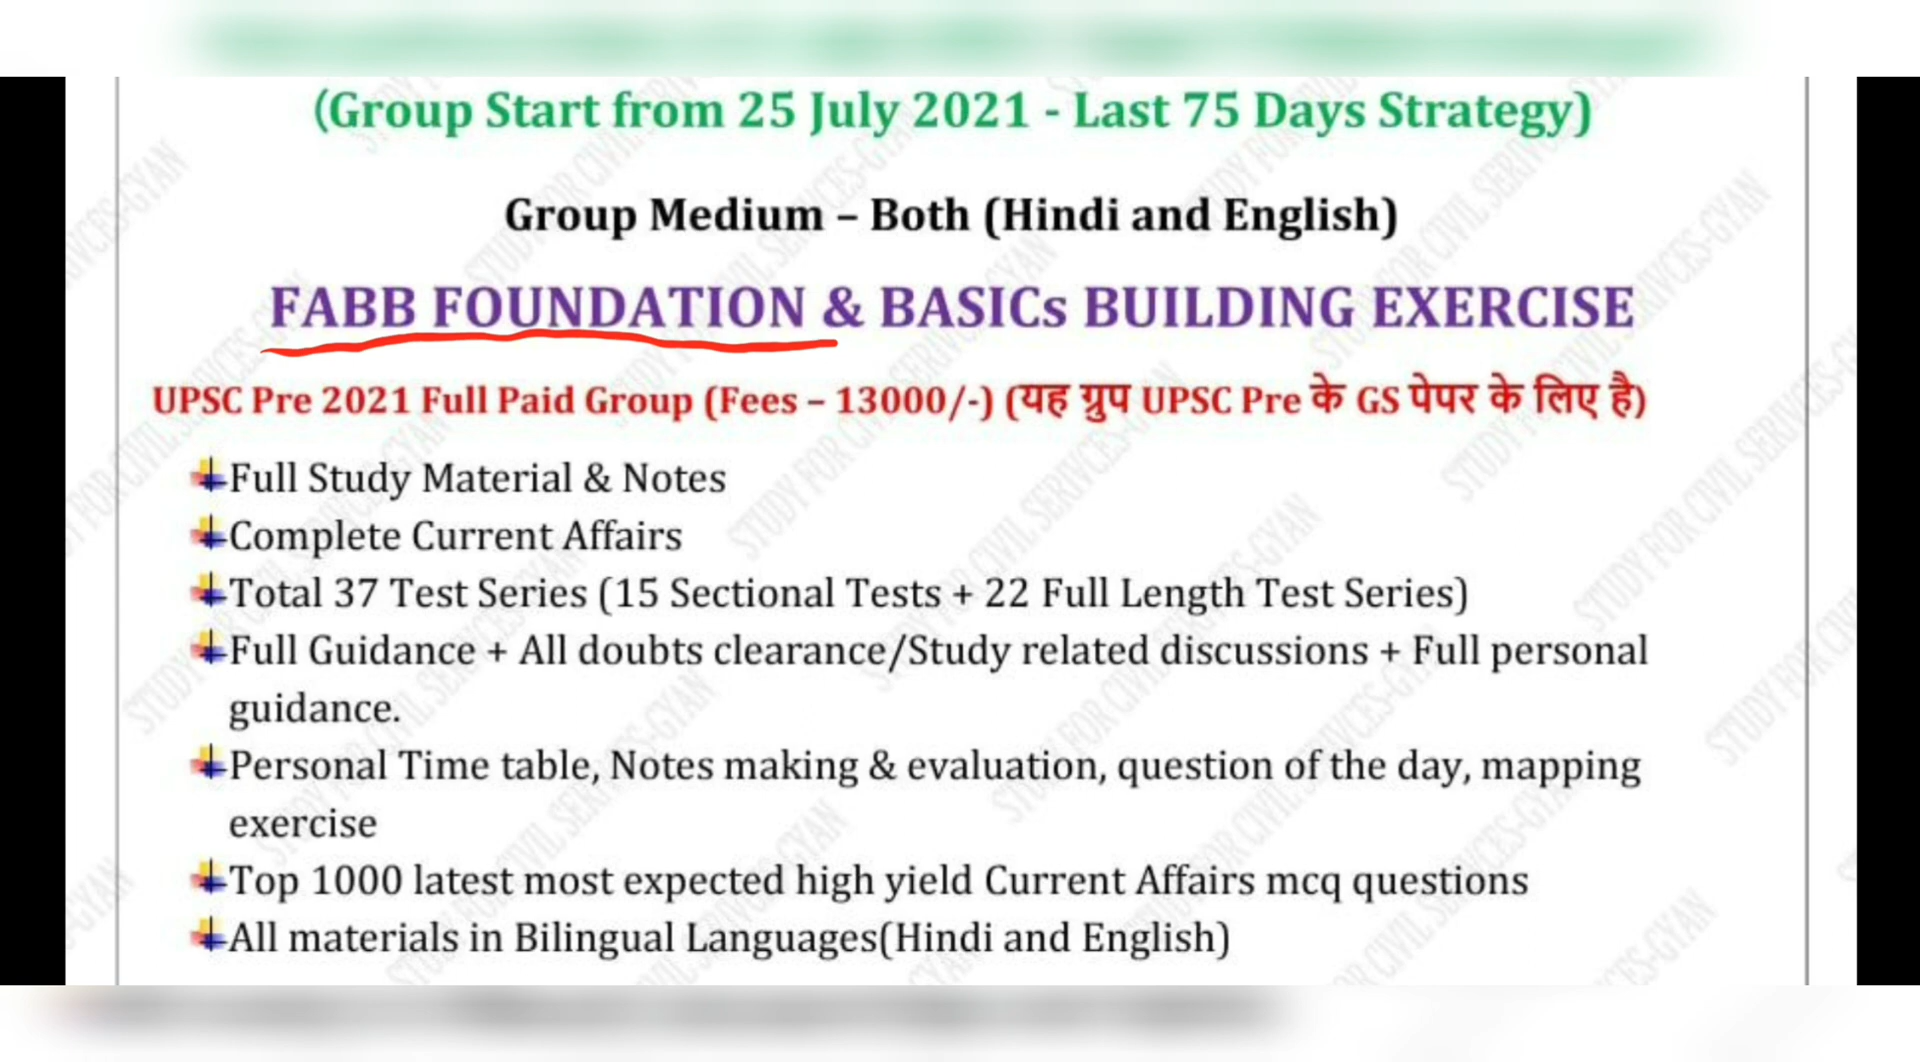 (Group Start from 25 July 2021 - Last 75 Days Strategy)
Group Medium – Both (Hindi and English)
FABB FOUNDATION & BASICs BUILDING EXERCISE
UPSC Pre 2021 Full Paid Group (Fees – 13000/-) (यह ग्रुप UPSC Pre के GS पेपर के लिए है)
Full Study Material & Notes
Complete Current Affairs
Total 37 Test Series (15 Sectional Tests + 22 Full Length Test Series)
Full Guidance + All doubts clearance/Study related discussions + Full personal
guidance.
Personal Time table, Notes making & evaluation, question of the day, mapping
exercise
Top 1000 latest most expected high yield Current Affairs mcq questions
All materials in Bilingual Languages(Hindi and English)
STUDY FOR CIVIL SERIVCES-GYAN